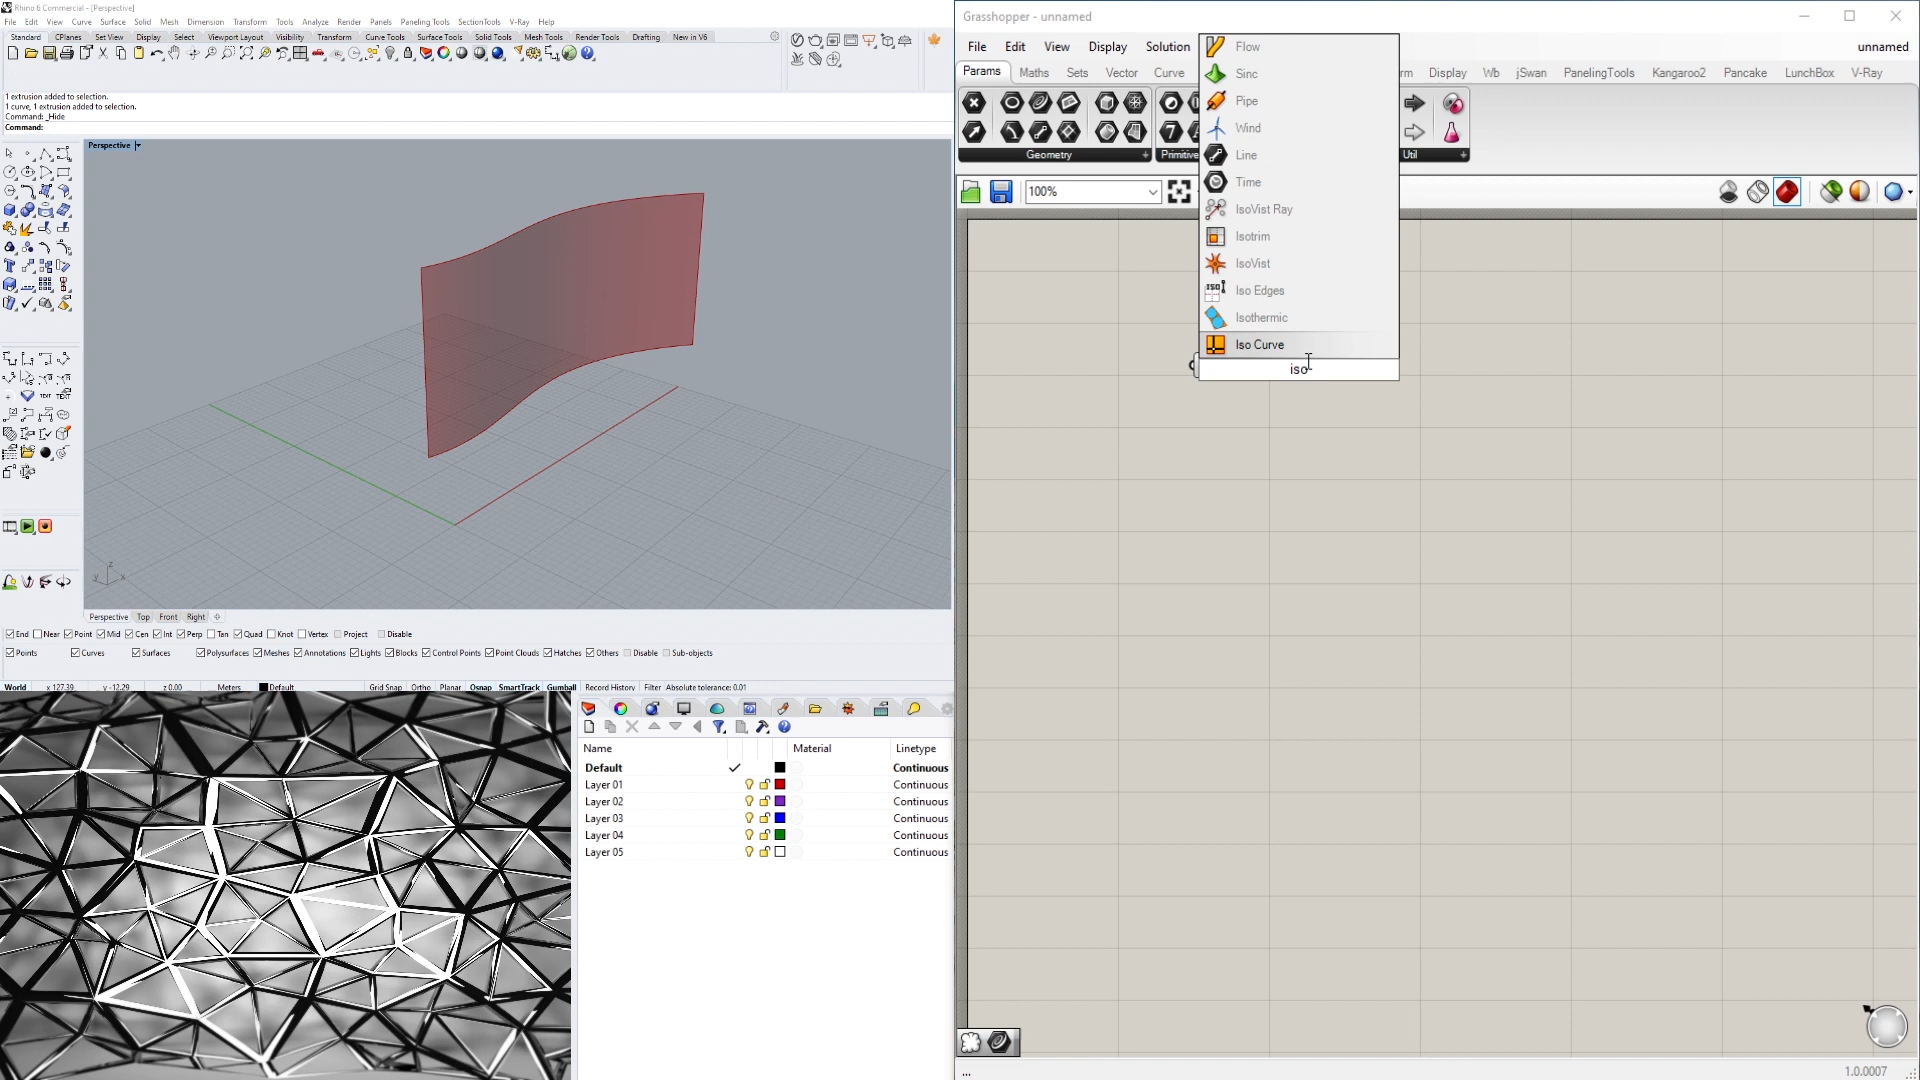 Rhino 6 Commercial - [Perspective]
File Edit View Curve Surface Solid Mesh Dimension Transform Tools Analyze Render Panels Paneling Tools SectionTools V-Ray Help
Standard CPlanes Set View Display Select Viewport Layout Visibility Transform Curve Tools Surface Tools Solid Tools Mesh Tools Render Tools Drafting New in V6
1 extrusion added to selection.
1 curve, 1 extrusion added to selection.
Command: _Hide
Command:
Perspective
z
y x
Perspective Top Front Right
End Near Point Mid Cen Int Perp Tan Quad Knot Vertex Project Disable
Points Curves Surfaces Polysurfaces Meshes Annotations Lights Blocks Control Points Point Clouds Hatches Others Disable Sub-objects
World x 127.39 y -12.29 z 0.00 Meters Default Grid Snap Ortho Planar Osnap SmartTrack Gumball Record History Filter Absolute tolerance: 0.01
Name Material Linetype
Default Continuous
Layer 01 Continuous
Layer 02 Continuous
Layer 03 Continuous
Layer 04 Continuous
Layer 05 Continuous
Grasshopper - unnamed
File Edit View Display Solution unnamed
Params Maths Sets Vector Curve rm Display Wb jSwan PanelingTools Kangaroo2 Pancake LunchBox V-Ray
Geometry Primitive Util
100%
Flow
Sinc
Pipe
Wind
Line
Time
IsoVist Ray
Isotrim
IsoVist
Iso Edges
Isothermic
Iso Curve
iso
... 1.0.0007